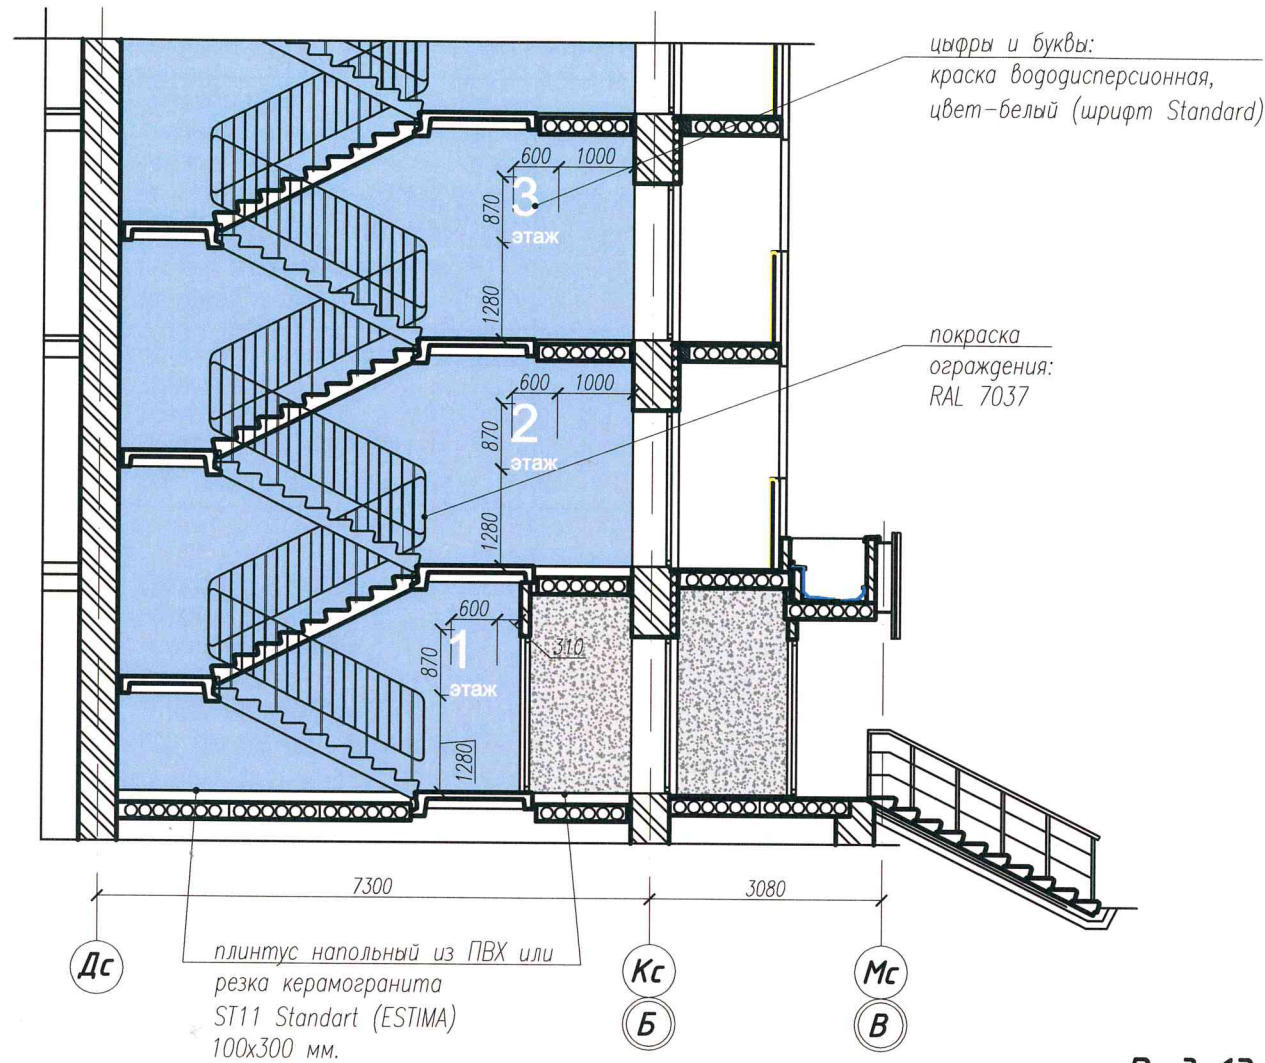 цыфры и буквы:
краска вододисперсионная,
цвет-белый (шрифт Standard)
600 1000
870
3
этаж
1280
покраска
ограждения:
RAL 7037
600 1000
870
2
этаж
1280
600
310
870
1
этаж
1280
7300
3080
плинтус напольный из ПВХ или
резка керамогранита
ST11 Standart (ESTIMA)
100х300 мм.
Дс
Кс
Б
Мс
В